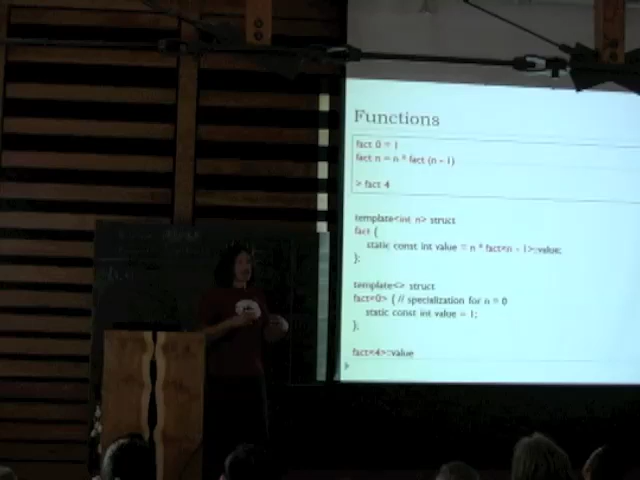 Functions
fact 0 = 1
fact n = n * fact (n - 1)
> fact 4
template<int n> struct
fact {
static const int value = n * fact<n - 1>::value;
};
template<> struct
fact<0> { // specialization for n = 0
static const int value = 1;
};
fact<4>::value